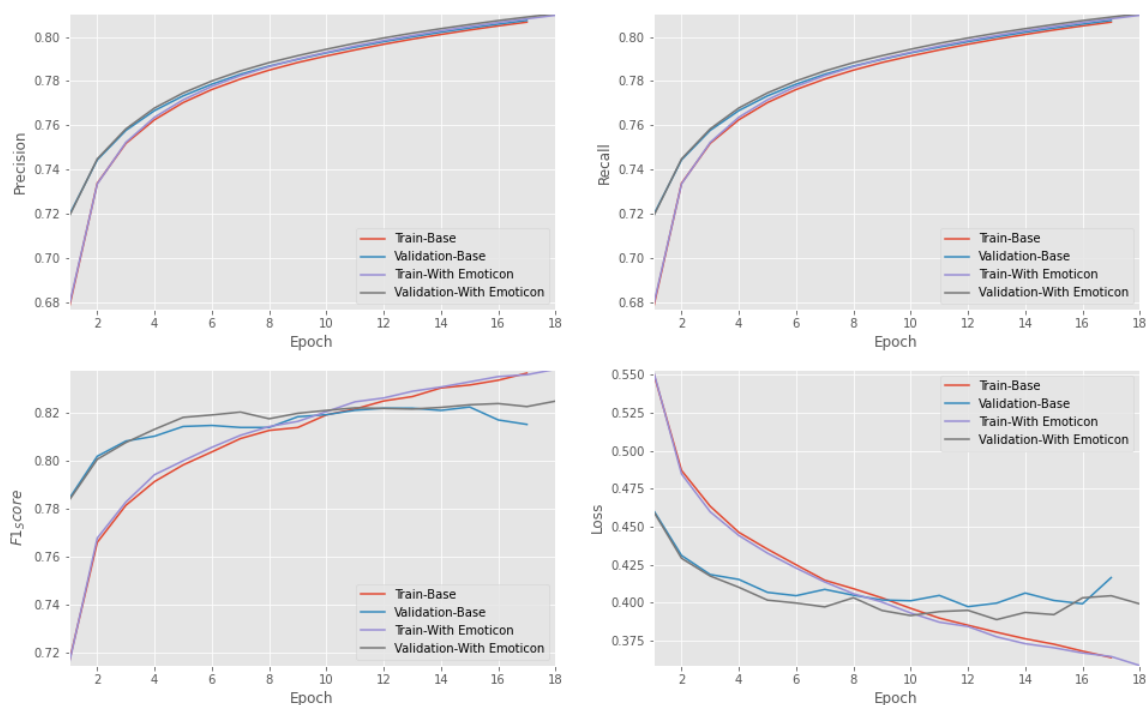 Precision
0.80
0.78
0.76
0.74
0.72
0.70
0.68
2 4 6 8 10 12 14 16 18
Epoch
Train-Base
Validation-Base
Train-With Emoticon
Validation-With Emoticon
Recall
0.80
0.78
0.76
0.74
0.72
0.70
0.68
2 4 6 8 10 12 14 16 18
Epoch
Train-Base
Validation-Base
Train-With Emoticon
Validation-With Emoticon
F1score
0.82
0.80
0.78
0.76
0.74
0.72
2 4 6 8 10 12 14 16 18
Epoch
Train-Base
Validation-Base
Train-With Emoticon
Validation-With Emoticon
Loss
0.550
0.525
0.500
0.475
0.450
0.425
0.400
0.375
2 4 6 8 10 12 14 16 18
Epoch
Train-Base
Validation-Base
Train-With Emoticon
Validation-With Emoticon